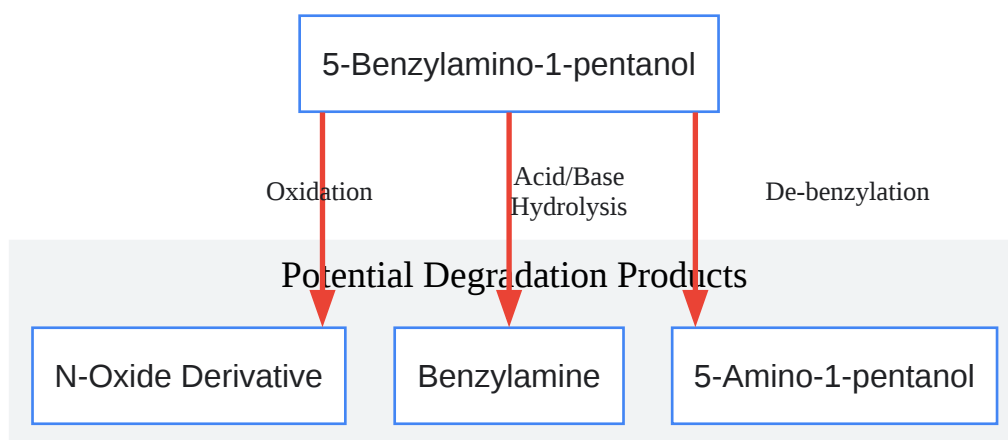 5-Benzylamino-1-pentanol
Oxidation
Acid/Base
Hydrolysis
De-benzylation
Potential Degradation Products
N-Oxide Derivative
Benzylamine
5-Amino-1-pentanol